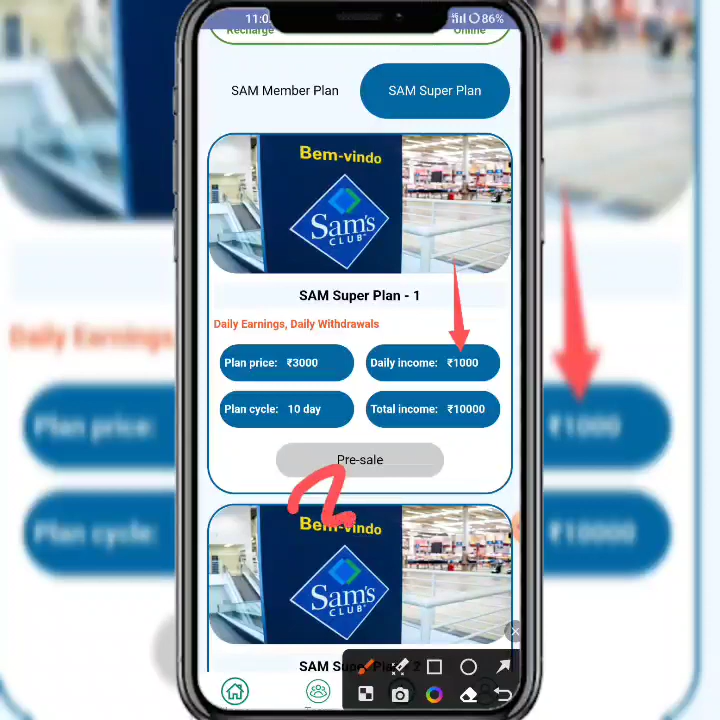 11:0
86%
Recharge
Online
SAM Member Plan
SAM Super Plan
Bem-vindo
Sam's
CLUB
SAM Super Plan - 1
Daily Earnings, Daily Withdrawals
Plan price: ₹3000
Daily income: ₹1000
Plan cycle: 10 day
Total income: ₹10000
Pre-sale
Bem-vindo
Sam's
CLUB
SAM Super Plan - 2
Daily Earnings,
Plan price:
₹1000
Plan cycle:
₹10000